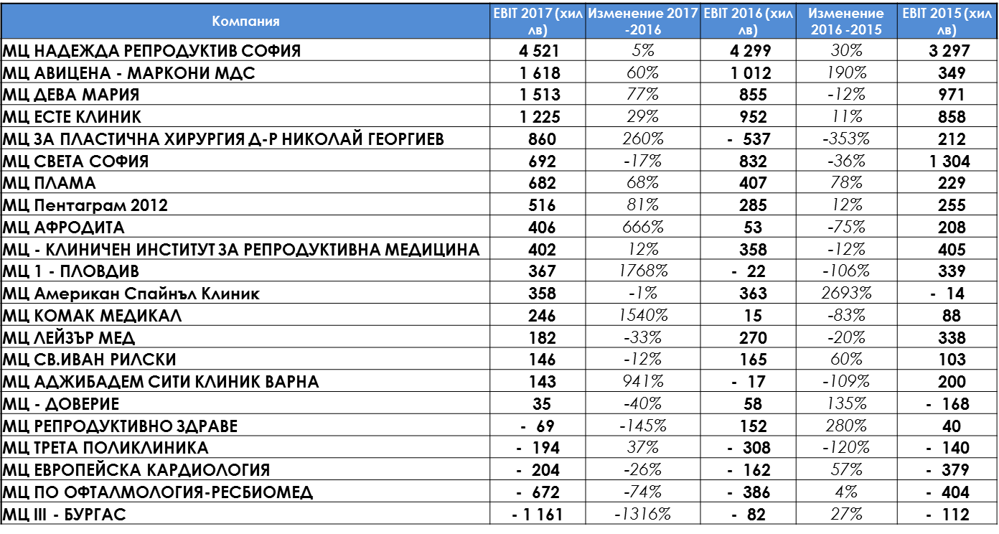 Компания EBIT 2017 (хил лв) Изменение 2017 -2016 EBIT 2016 (хил лв) Изменение 2016 -2015 EBIT 2015 (хил лв)
МЦ НАДЕЖДА РЕПРОДУКТИВ СОФИЯ 4 521 5% 4 299 30% 3 297
МЦ АВИЦЕНА - МАРКОНИ МДС 1 618 60% 1 012 190% 349
МЦ ДЕВА МАРИЯ 1 513 77% 855 -12% 971
МЦ ЕСТЕ КЛИНИК 1 225 29% 952 11% 858
МЦ ЗА ПЛАСТИЧНА ХИРУРГИЯ Д-Р НИКОЛАЙ ГЕОРГИЕВ 860 260% - 537 -353% 212
МЦ СВЕТА СОФИЯ 692 -17% 832 -36% 1 304
МЦ ПЛАМА 682 68% 407 78% 229
МЦ Пентаграм 2012 516 81% 285 12% 255
МЦ АФРОДИТА 406 666% 53 -75% 208
МЦ - КЛИНИЧЕН ИНСТИТУТ ЗА РЕПРОДУКТИВНА МЕДИЦИНА 402 12% 358 -12% 405
МЦ 1 - ПЛОВДИВ 367 1768% - 22 -106% 339
МЦ Американ Спайнъл Клиник 358 -1% 363 2693% - 14
МЦ КОМАК МЕДИКАЛ 246 1540% 15 -83% 88
МЦ ЛЕЙЗЪР МЕД 182 -33% 270 -20% 338
МЦ СВ.ИВАН РИЛСКИ 146 -12% 165 60% 103
МЦ АДЖИБАДЕМ СИТИ КЛИНИК ВАРНА 143 941% - 17 -109% 200
МЦ - ДОВЕРИЕ 35 -40% 58 135% - 168
МЦ РЕПРОДУКТИВНО ЗДРАВЕ - 69 -145% 152 280% 40
МЦ ТРЕТА ПОЛИКЛИНИКА - 194 37% - 308 -120% - 140
МЦ ЕВРОПЕЙСКА КАРДИОЛОГИЯ - 204 -26% - 162 57% - 379
МЦ ПО ОФТАЛМОЛОГИЯ-РЕСБИОМЕД - 672 -74% - 386 4% - 404
МЦ III - БУРГАС - 1 161 -1316% - 82 27% - 112